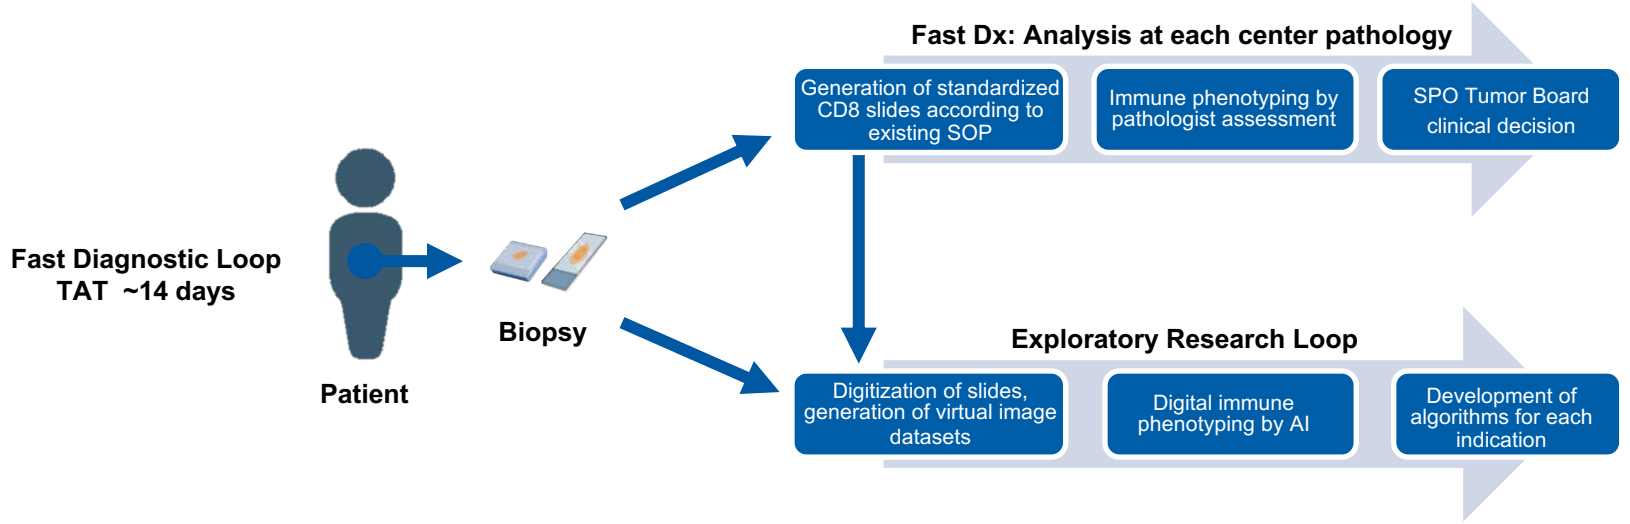 Fast Dx: Analysis at each center pathology
Generation of standardized
CD8 slides according to
existing SOP
Immune phenotyping by
pathologist assessment
SPO Tumor Board
clinical decision
Fast Diagnostic Loop
TAT ~14 days
Patient
Biopsy
Exploratory Research Loop
Digitization of slides,
generation of virtual image
datasets
Digital immune
phenotyping by AI
Development of
algorithms for each
indication